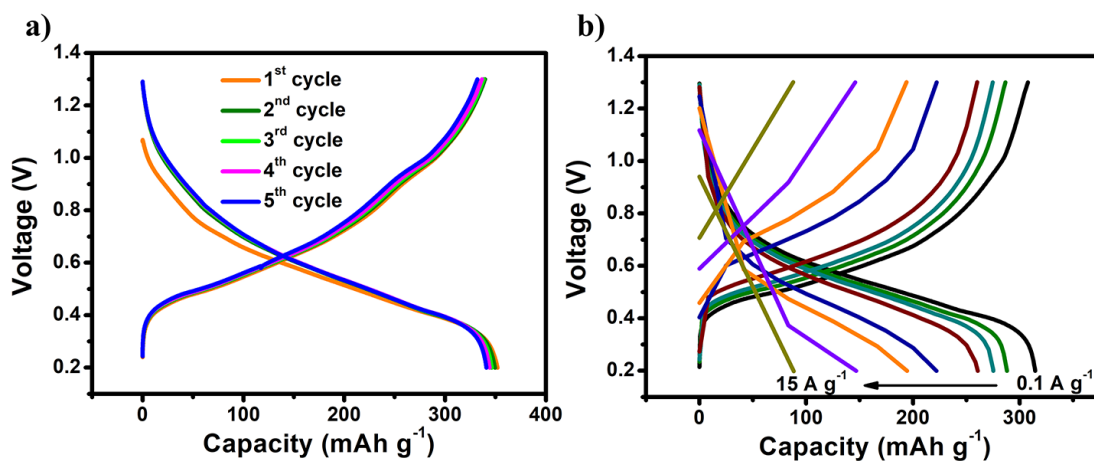 a)
1.4
1.2
1.0
0.8
0.6
0.4
0.2
Voltage (V)
1st cycle
2nd cycle
3rd cycle
4th cycle
5th cycle
0 100 200 300 400
Capacity (mAh g-1)
b)
1.4
1.2
1.0
0.8
0.6
0.4
0.2
Voltage (V)
15 A g-1 0.1 A g-1
0 100 200 300
Capacity (mAh g-1)